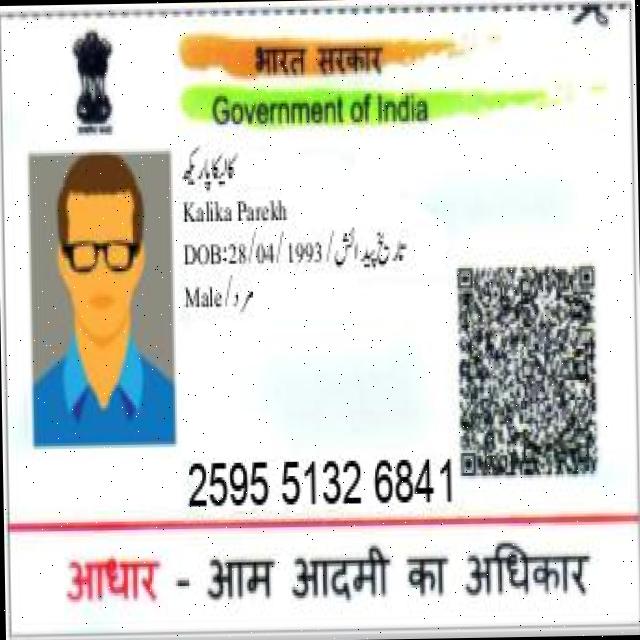 भारत सरकार
Government of India
کالیکا پاریکھ
Kalika Parekh
DOB:28/04/1993/تاریخ پیدائش
Male/مرد
2595 5132 6841
आधार - आम आदमी का अधिकार